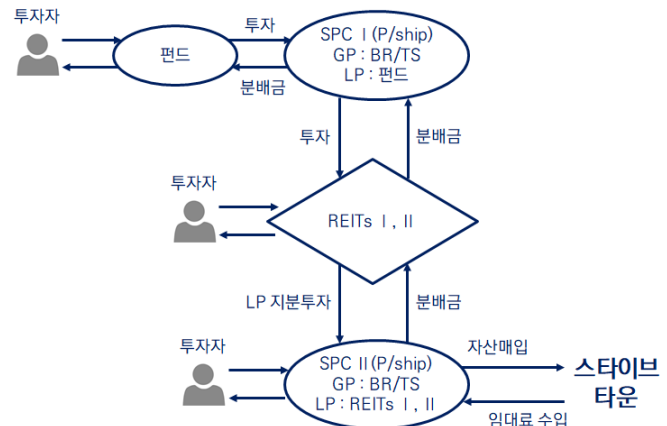 투자자
펀드
투자
분배금
SPC Ⅰ (P/ship)
GP : BR/TS
LP : 펀드
투자
분배금
투자자
REITs Ⅰ, Ⅱ
LP 지분투자
분배금
투자자
SPC Ⅱ (P/ship)
GP : BR/TS
LP : REITs Ⅰ, Ⅱ
자산매입
임대료 수입
스타이브
타운